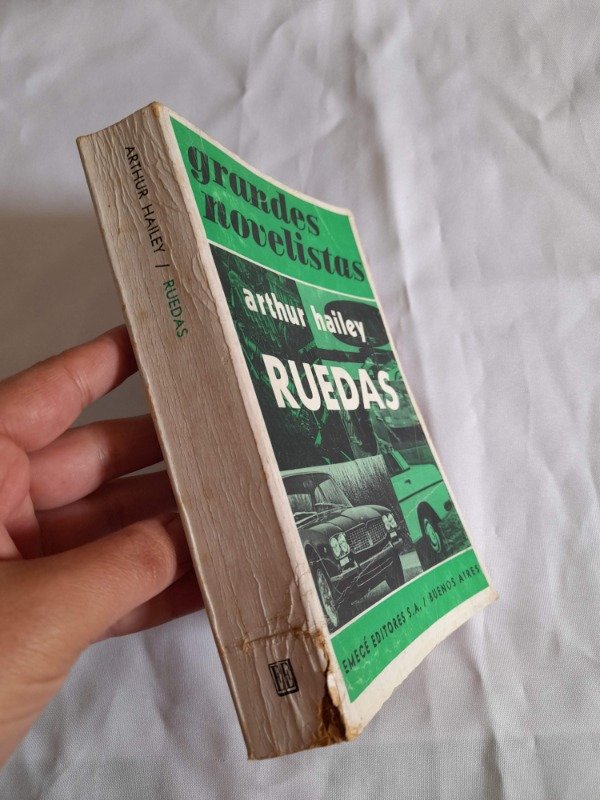 ARTHUR HAILEY / RUEDAS
grandes
novelistas
arthur hailey
RUEDAS
EMECÉ EDITORES S.A. / BUENOS AIRES